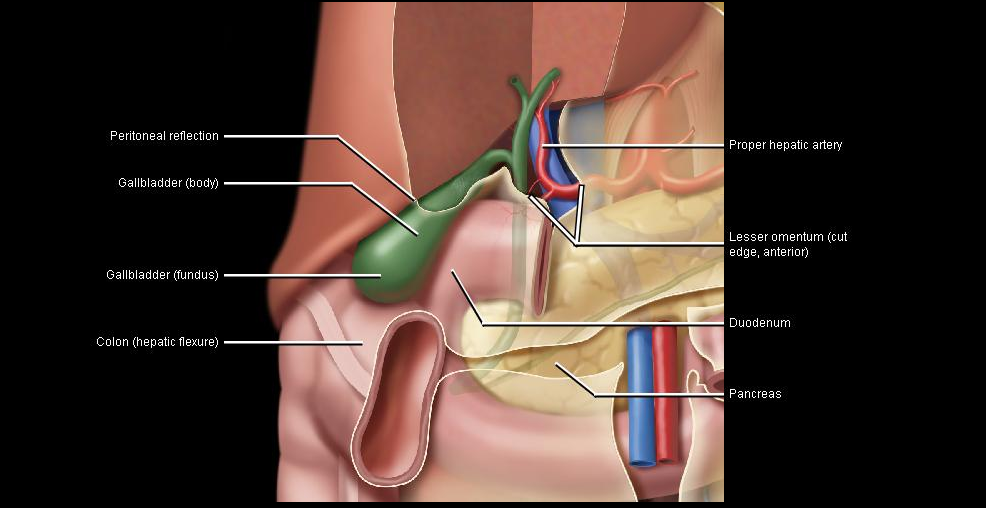 Peritoneal reflection
Gallbladder (body)
Gallbladder (fundus)
Colon (hepatic flexure)
Proper hepatic artery
Lesser omentum (cut
edge, anterior)
Duodenum
Pancreas